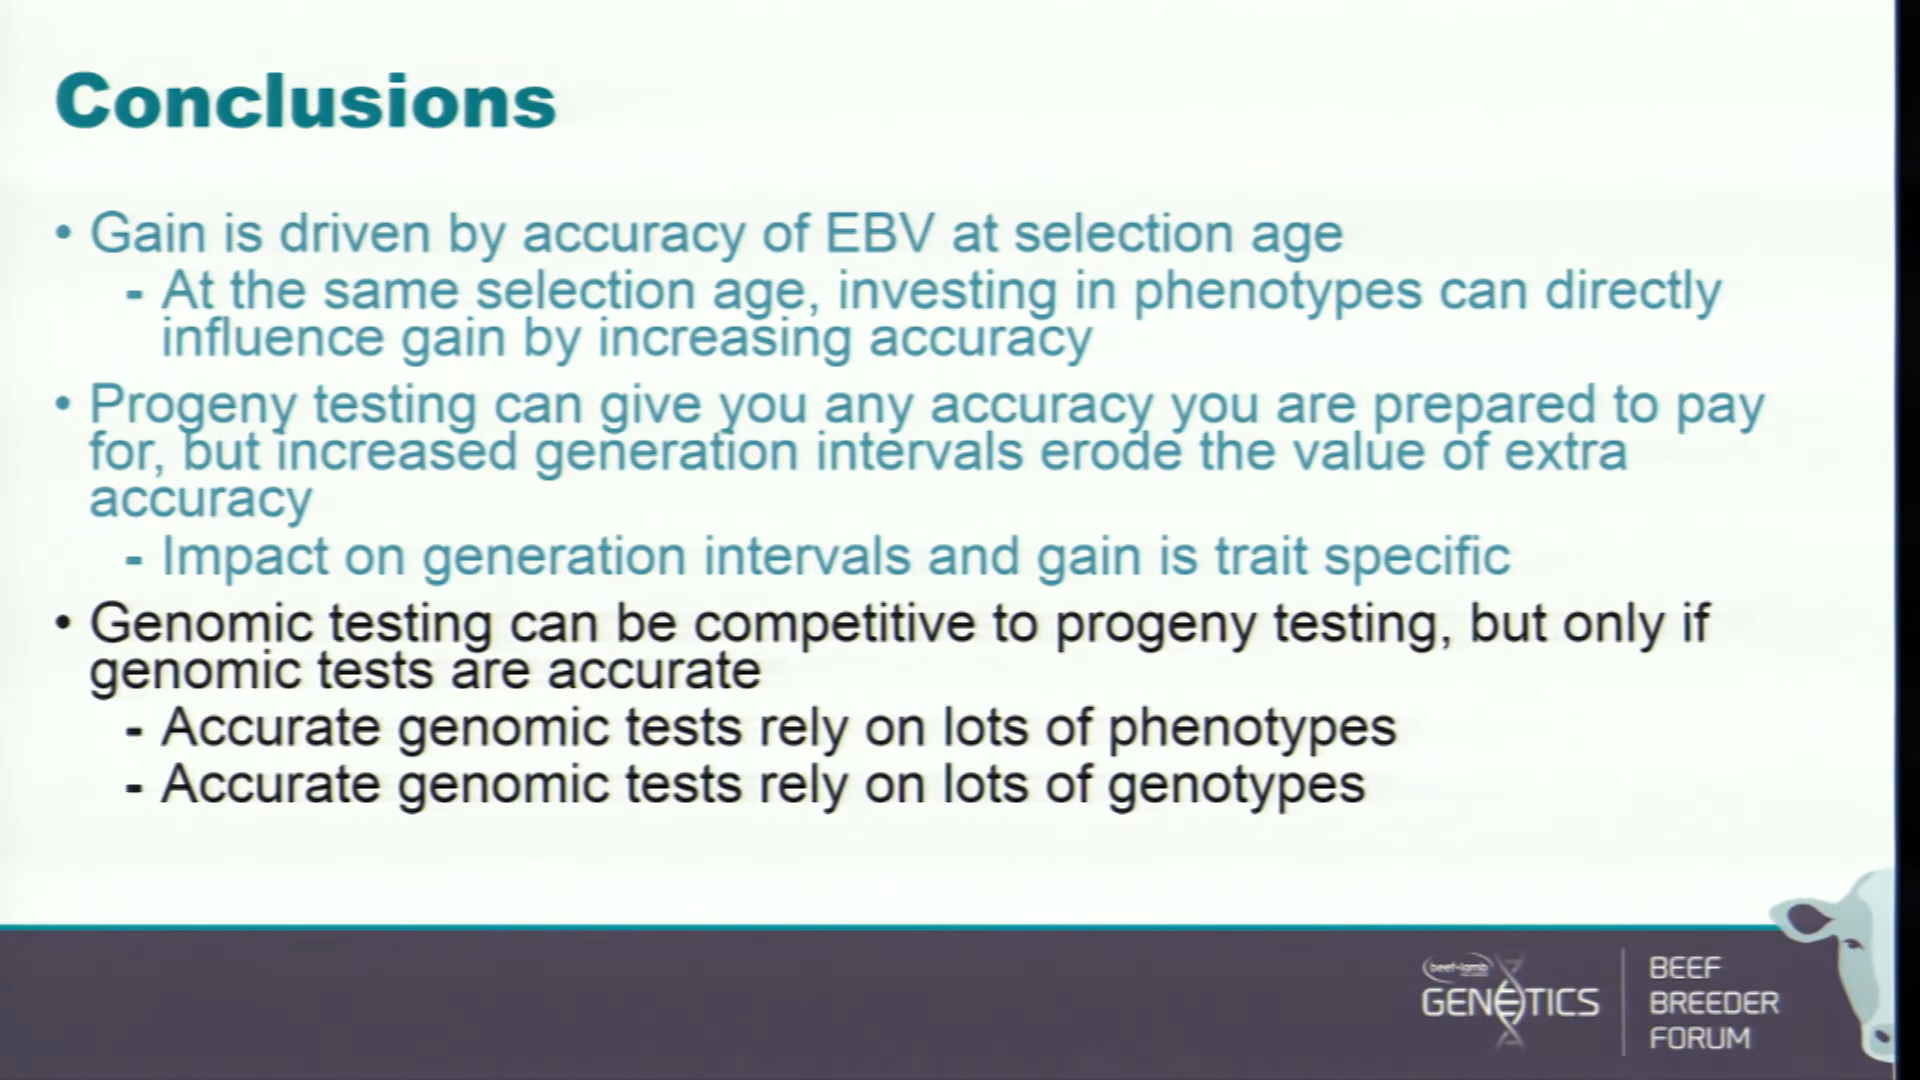 Conclusions
• Gain is driven by accuracy of EBV at selection age
- At the same selection age, investing in phenotypes can directly
influence gain by increasing accuracy
• Progeny testing can give you any accuracy you are prepared to pay
for, but increased generation intervals erode the value of extra
accuracy
- Impact on generation intervals and gain is trait specific
• Genomic testing can be competitive to progeny testing, but only if
genomic tests are accurate
- Accurate genomic tests rely on lots of phenotypes
- Accurate genomic tests rely on lots of genotypes
beef+lamb
GENETICS
BEEF
BREEDER
FORUM